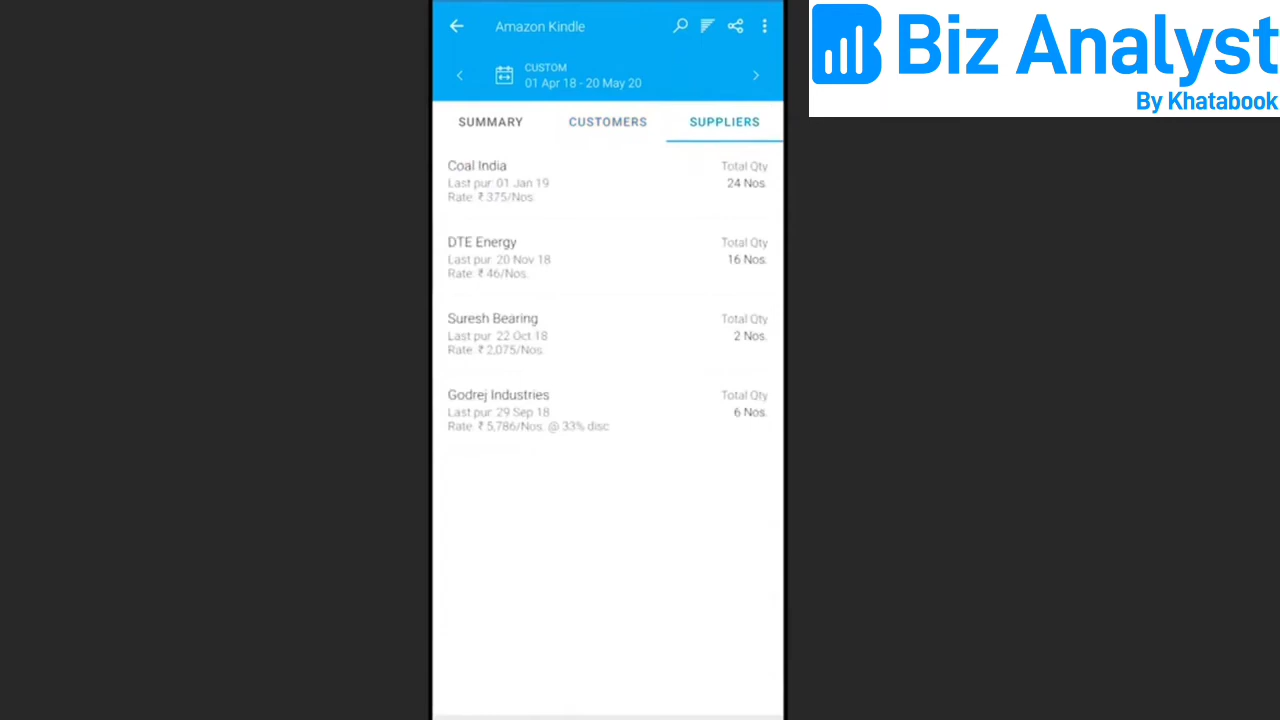 Amazon Kindle
CUSTOM
01 Apr 18 - 20 May 20
SUMMARY
CUSTOMERS
SUPPLIERS
Coal India
Total Qty
Last pur: 01 Jan 19
24 Nos.
Rate: ₹ 375/Nos.
DTE Energy
Total Qty
Last pur: 20 Nov 18
16 Nos.
Rate: ₹ 46/Nos.
Suresh Bearing
Total Qty
Last pur: 22 Oct 18
2 Nos.
Rate: ₹ 2,075/Nos.
Godrej Industries
Total Qty
Last pur: 29 Sep 18
6 Nos.
Rate: ₹ 5,786/Nos. @ 33% disc
Biz Analyst
By Khatabook